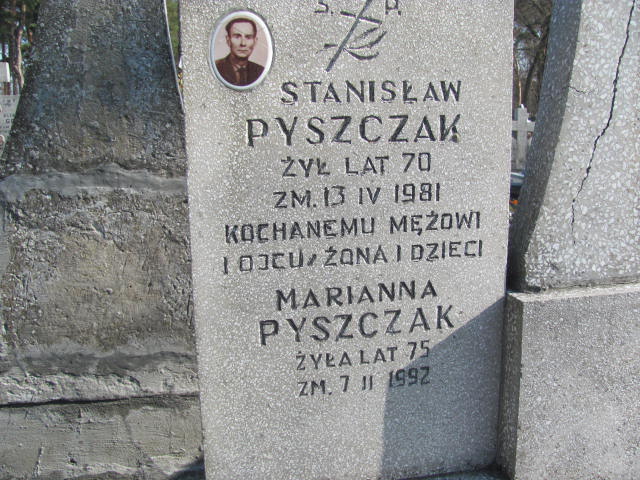 Ś. P.
STANISŁAW
PYSZCZAK
ŻYŁ LAT 70
ZM. 13 IV 1981
KOCHANEMU MĘŻOWI
I OJCU, ŻONA I DZIECI
MARIANNA
PYSZCZAK
ŻYŁA LAT 75
ZM. 7 II 1992